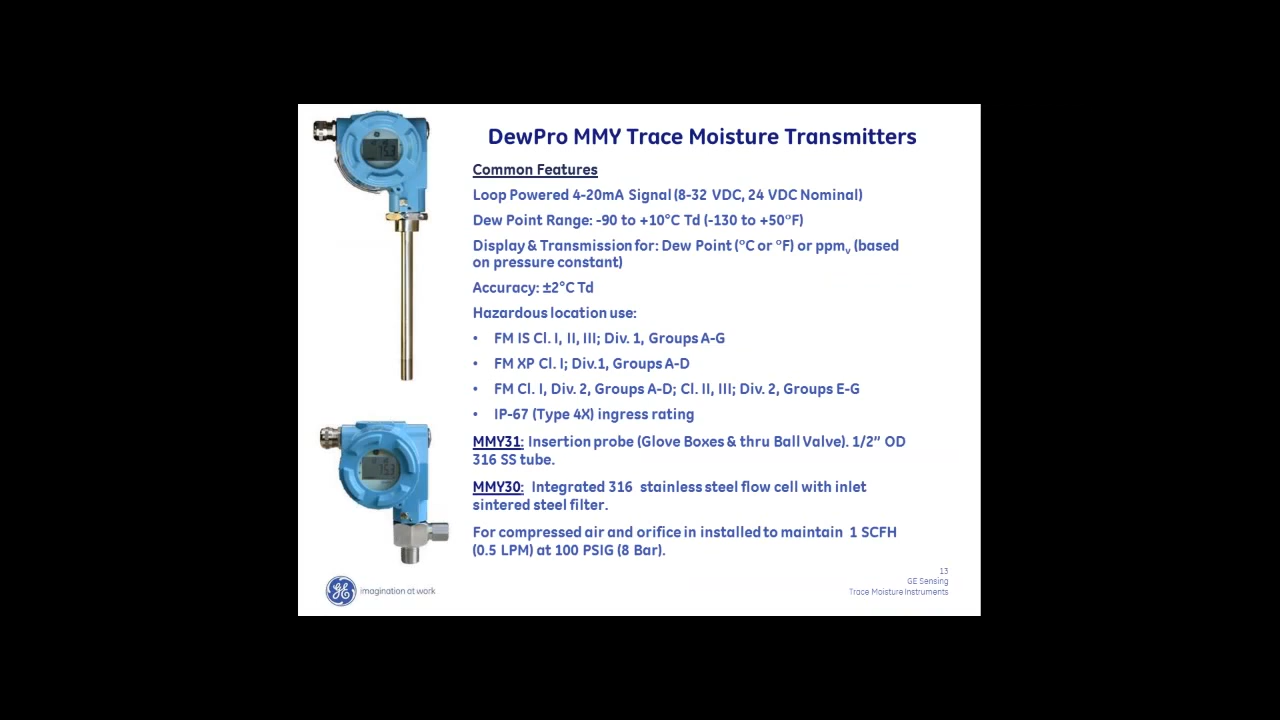 DewPro MMY Trace Moisture Transmitters
Common Features
Loop Powered 4-20mA Signal (8-32 VDC, 24 VDC Nominal)
Dew Point Range: -90 to +10°C Td (-130 to +50°F)
Display & Transmission for: Dew Point (°C or °F) or ppmv (based
on pressure constant)
Accuracy: ±2°C Td
Hazardous location use:
• FM IS Cl. I, II, III; Div. 1, Groups A-G
• FM XP Cl. I; Div.1, Groups A-D
• FM Cl. I, Div. 2, Groups A-D; Cl. II, III; Div. 2, Groups E-G
• IP-67 (Type 4X) ingress rating
MMY31: Insertion probe (Glove Boxes & thru Ball Valve). 1/2" OD
316 SS tube.
MMY30: Integrated 316 stainless steel flow cell with inlet
sintered steel filter.
For compressed air and orifice in installed to maintain 1 SCFH
(0.5 LPM) at 100 PSIG (8 Bar).
75.3
75.3
GE imagination at work
13
GE Sensing
Trace Moisture Instruments